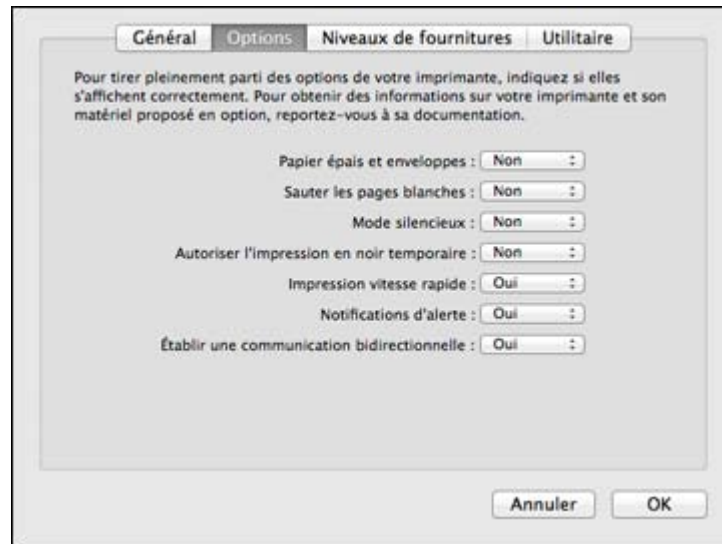 Général Options Niveaux de fournitures Utilitaire
Pour tirer pleinement parti des options de votre imprimante, indiquez si elles
s'affichent correctement. Pour obtenir des informations sur votre imprimante et son
matériel proposé en option, reportez-vous à sa documentation.
Papier épais et enveloppes : Non
Sauter les pages blanches : Non
Mode silencieux : Non
Autoriser l'impression en noir temporaire : Non
Impression vitesse rapide : Oui
Notifications d'alerte : Oui
Établir une communication bidirectionnelle : Oui
Annuler OK